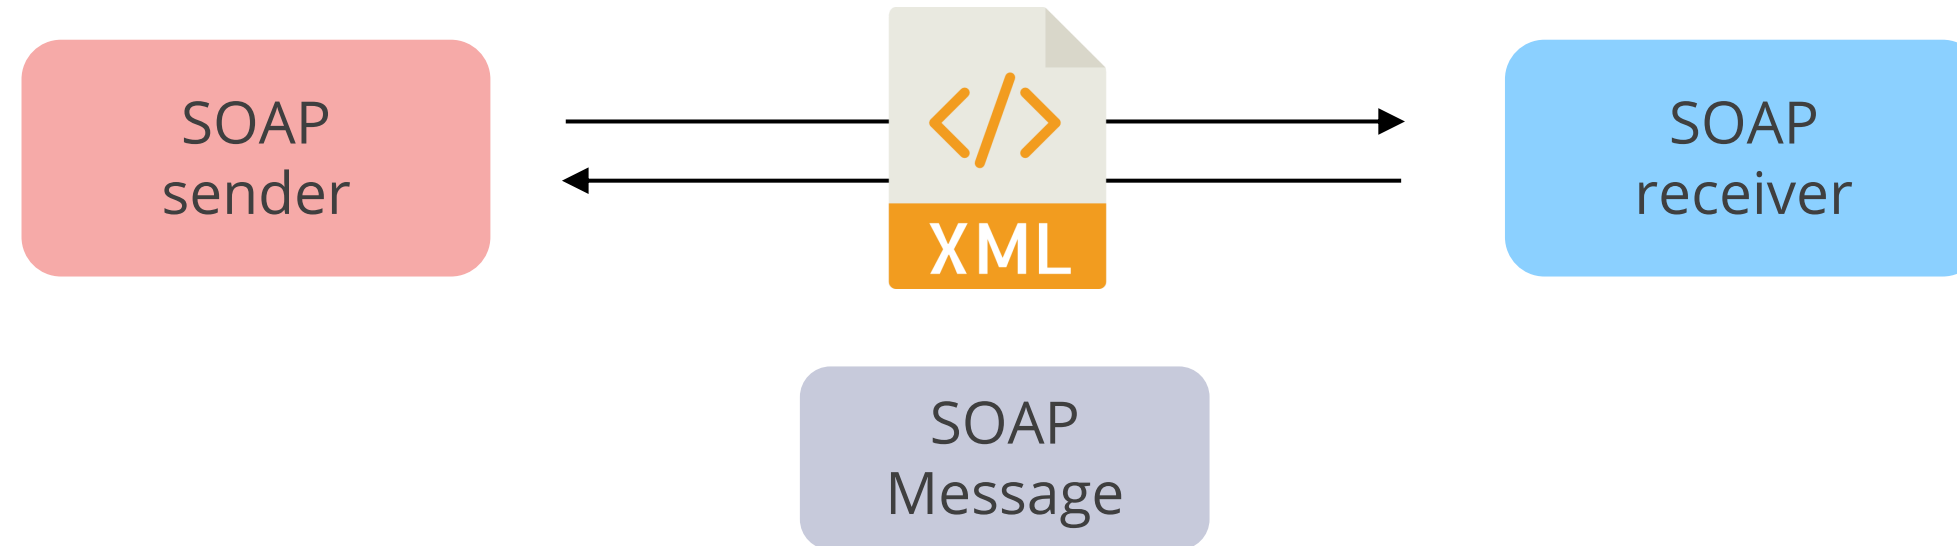 SOAP
sender
XML
SOAP
receiver
SOAP
Message